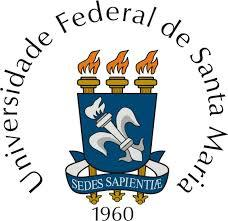 Universidade Federal de Santa Maria
SEDES SAPIENTIÆ
1960